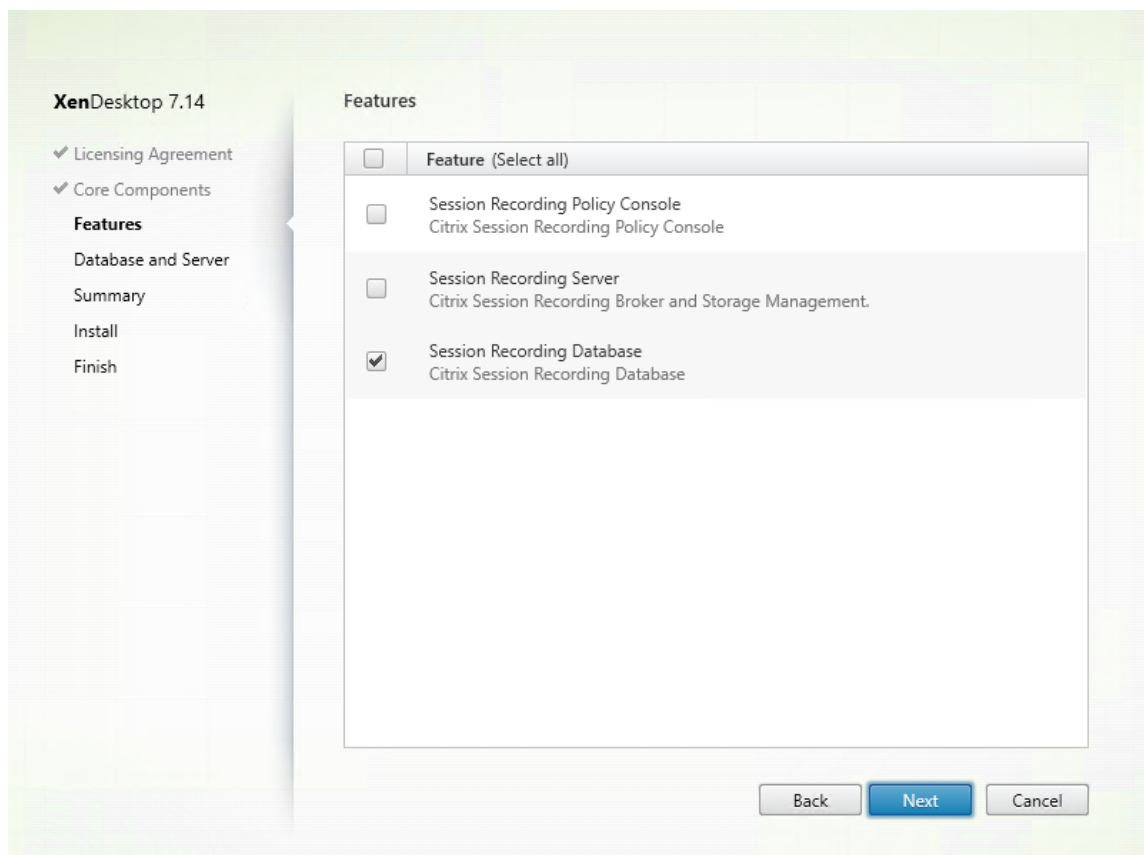 XenDesktop 7.14
Licensing Agreement
Core Components
Features
Database and Server
Summary
Install
Finish
Features
Feature (Select all)
Session Recording Policy Console
Citrix Session Recording Policy Console
Session Recording Server
Citrix Session Recording Broker and Storage Management.
Session Recording Database
Citrix Session Recording Database
Back Next Cancel